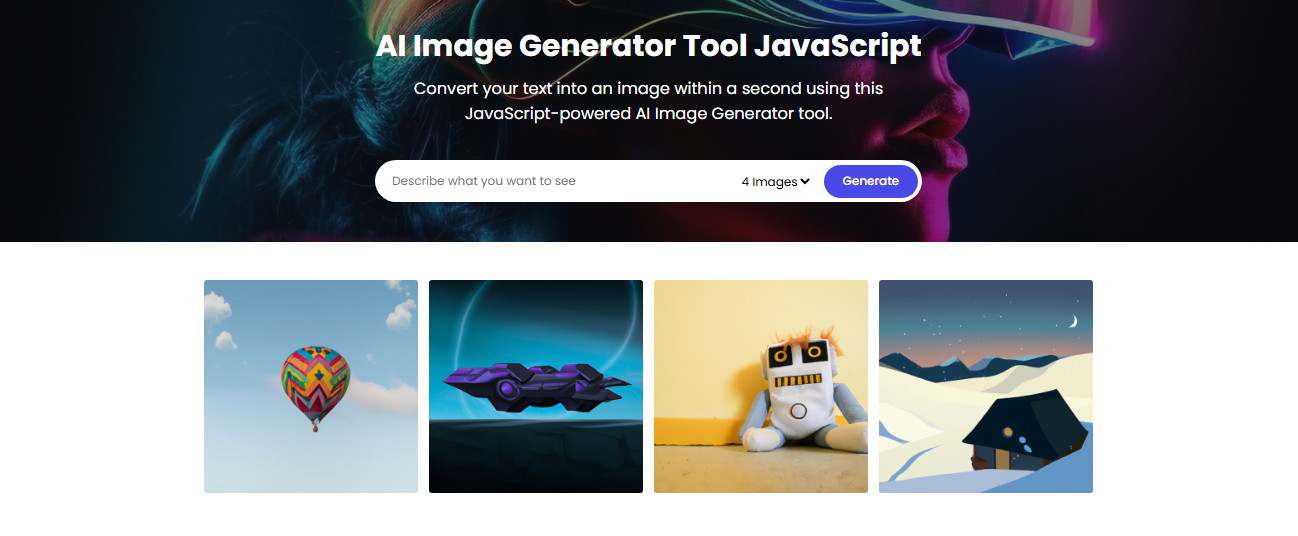 AI Image Generator Tool JavaScript
Convert your text into an image within a second using this
JavaScript-powered AI Image Generator tool.
Describe what you want to see
4 Images
Generate